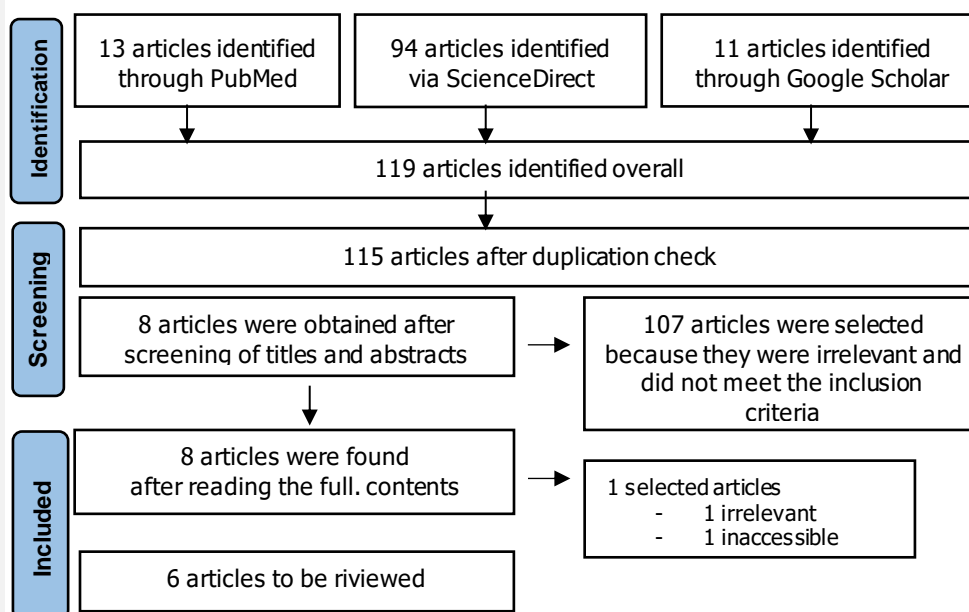 Identification
13 articles identified
through PubMed
94 articles identified
via ScienceDirect
11 articles identified
through Google Scholar
119 articles identified overall
Screening
115 articles after duplication check
8 articles were obtained after
screening of titles and abstracts
107 articles were selected
because they were irrelevant and
did not meet the inclusion
criteria
Included
8 articles were found
after reading the full. contents
1 selected articles
- 1 irrelevant
- 1 inaccessible
6 articles to be riviewed